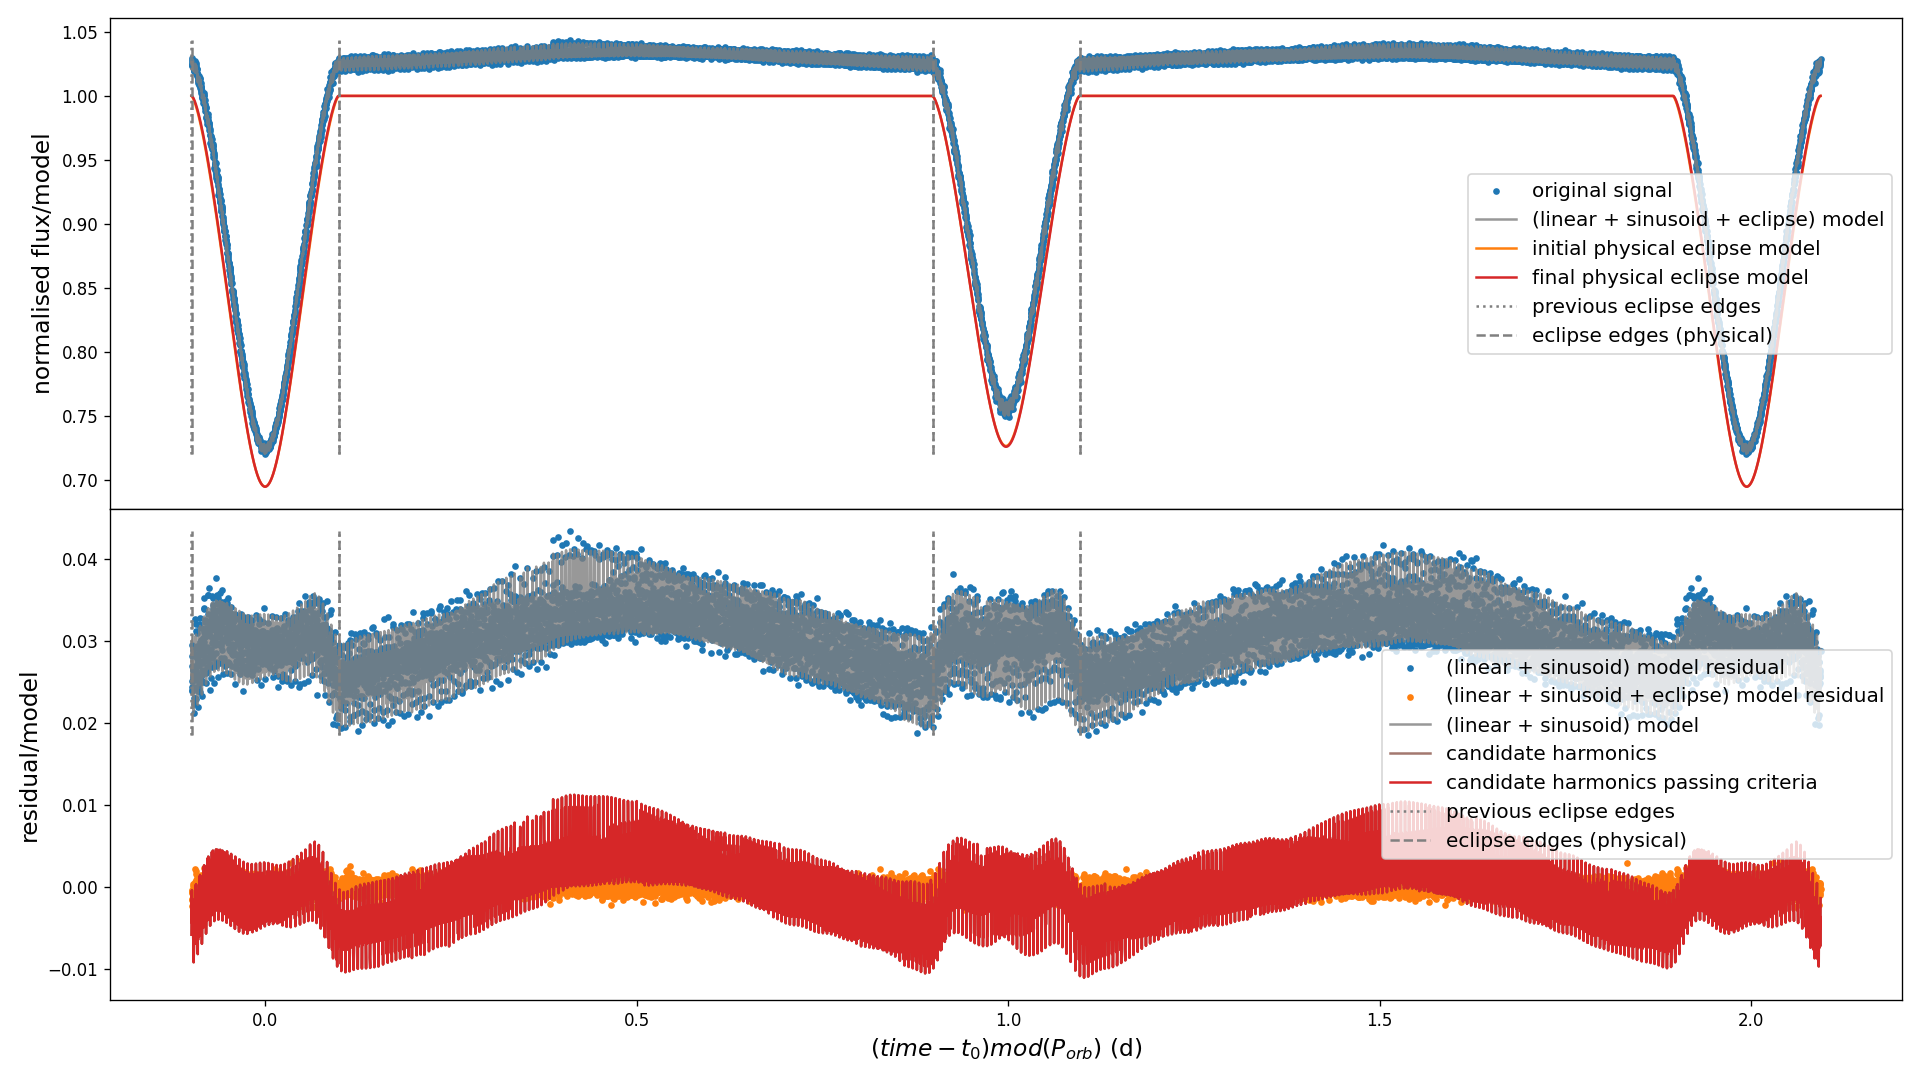 1.05
1.00
0.95
0.90
0.85
0.80
0.75
0.70
normalised flux/model
original signal
(linear + sinusoid + eclipse) model
initial physical eclipse model
final physical eclipse model
previous eclipse edges
eclipse edges (physical)
0.04
0.03
0.02
0.01
0.00
−0.01
residual/model
(linear + sinusoid) model residual
(linear + sinusoid + eclipse) model residual
(linear + sinusoid) model
candidate harmonics
candidate harmonics passing criteria
previous eclipse edges
eclipse edges (physical)
0.0 0.5 1.0 1.5 2.0
(time − t₀)mod(P_orb) (d)